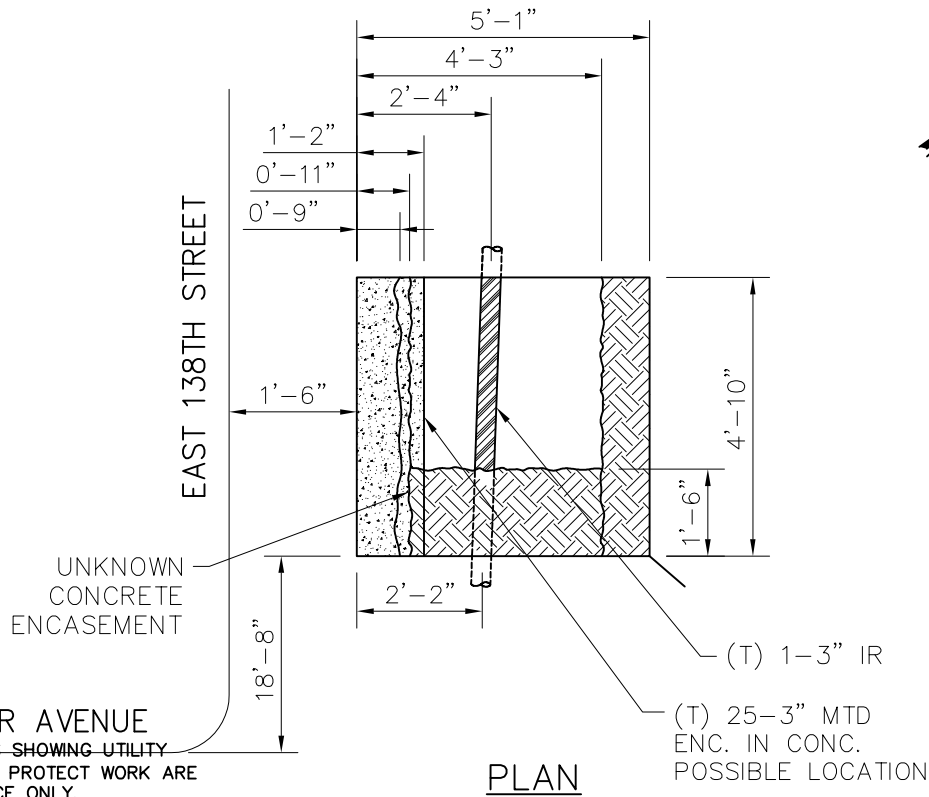 5'-1"
4'-3"
2'-4"
1'-2"
0'-11"
0'-9"
EAST 138TH STREET
1'-6"
4'-10"
1'-6"
UNKNOWN
CONCRETE
ENCASEMENT
2'-2"
18'-8"
(T) 1-3" IR
(T) 25-3" MTD
ENC. IN CONC.
POSSIBLE LOCATION
R AVENUE
SHOWING UTILITY
PROTECT WORK ARE
CE ONLY
PLAN